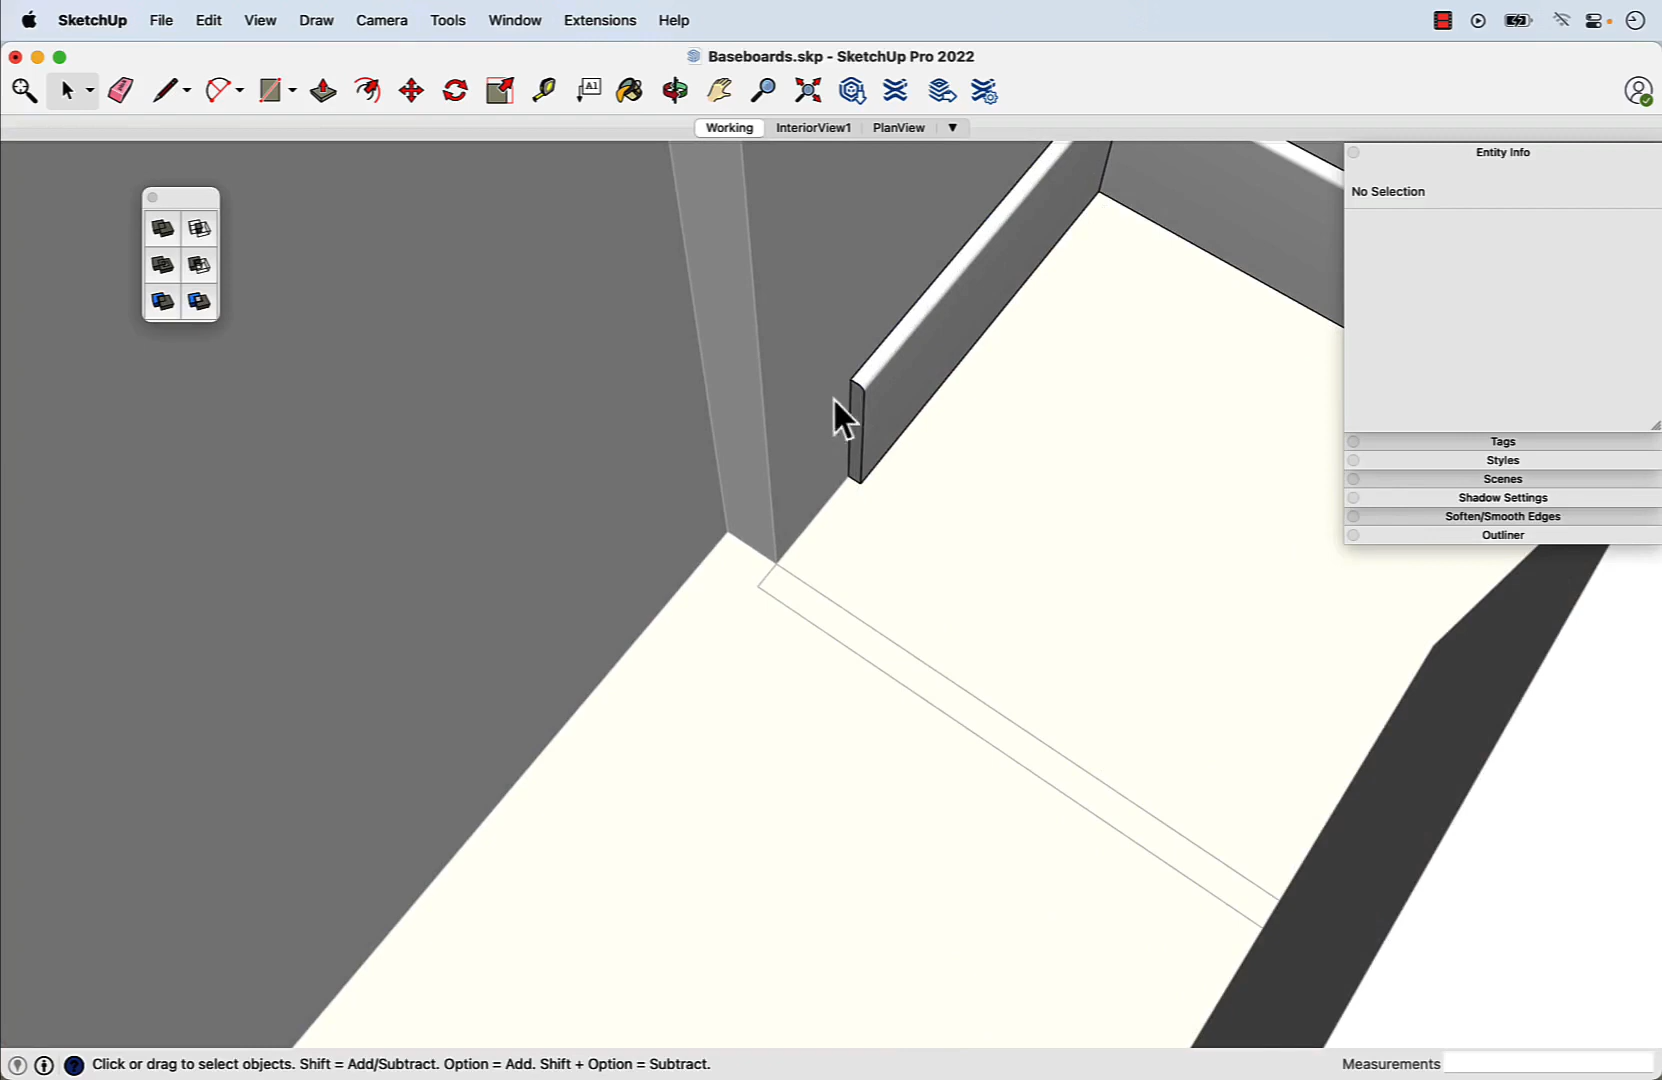 SketchUp File Edit View Draw Camera Tools Window Extensions Help
Baseboards.skp - SketchUp Pro 2022
A1
Working InteriorView1 PlanView
Entity Info
No Selection
Tags
Styles
Scenes
Shadow Settings
Soften/Smooth Edges
Outliner
Click or drag to select objects. Shift = Add/Subtract. Option = Add. Shift + Option = Subtract.
Measurements